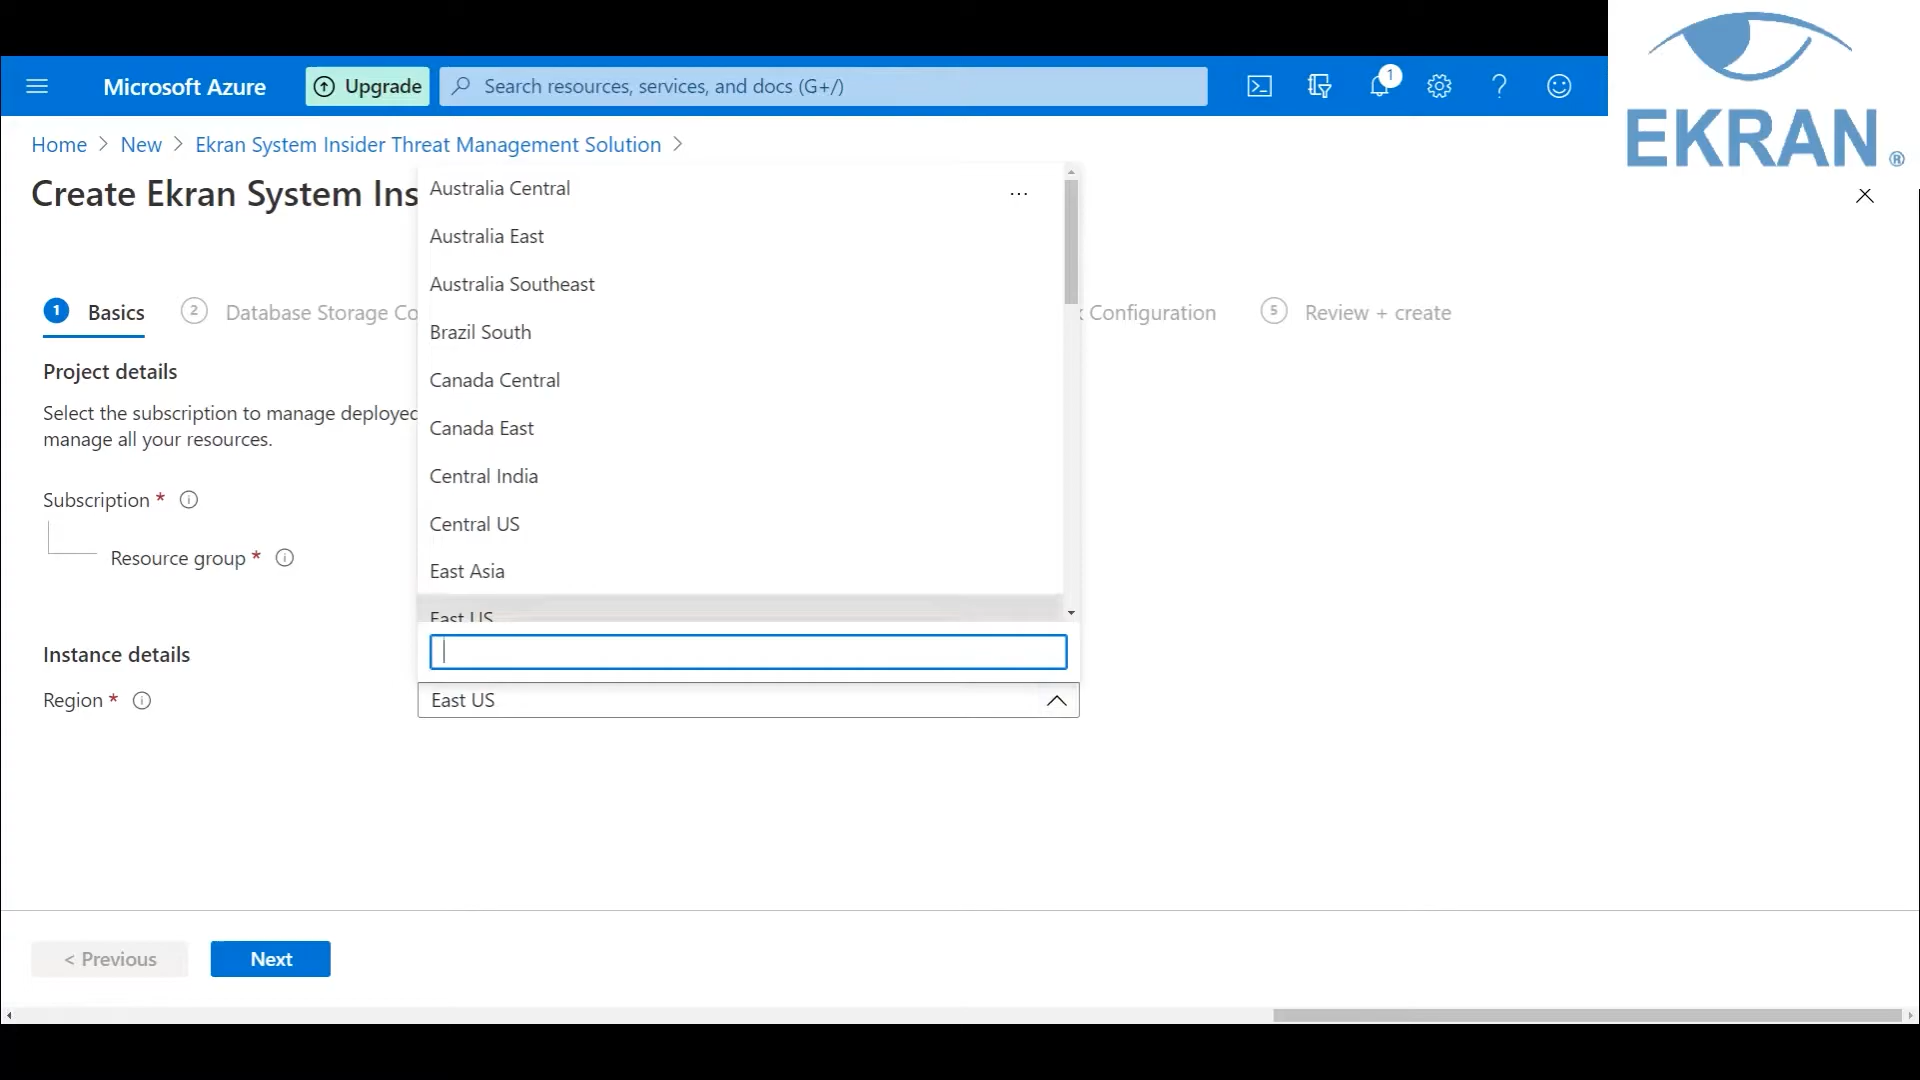 Microsoft Azure
Upgrade
Search resources, services, and docs (G+/)
1
EKRAN ®
Home > New > Ekran System Insider Threat Management Solution >
Create Ekran System Ins
...
Australia Central
Australia East
Australia Southeast
Brazil South
Canada Central
Canada East
Central India
Central US
East Asia
East US
1 Basics
2 Database Storage Co
Configuration
5 Review + create
Project details
Select the subscription to manage deployed
manage all your resources.
Subscription *
Resource group *
Instance details
Region *
East US
< Previous
Next